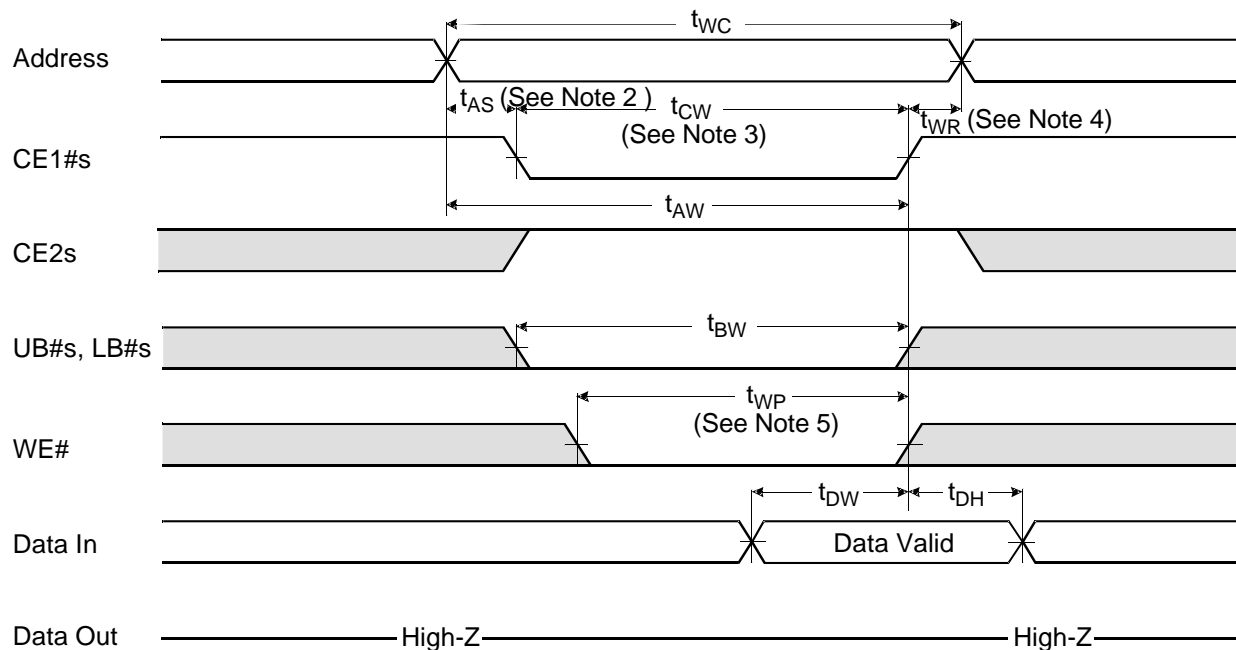 tWC
Address
tAS (See Note 2 )
tCW
(See Note 3)
tWR (See Note 4)
CE1#s
tAW
CE2s
tBW
UB#s, LB#s
tWP
(See Note 5)
WE#
tDW
tDH
Data In
Data Valid
Data Out
High-Z
High-Z